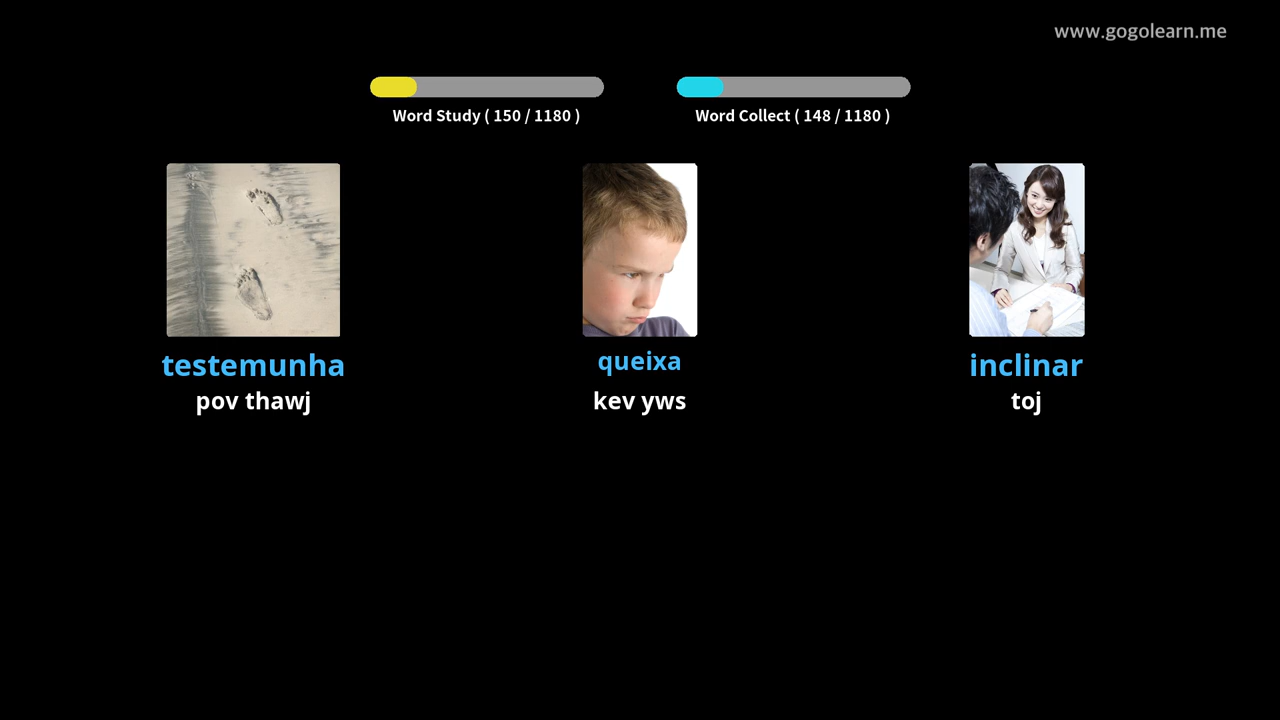 www.gogolearn.me
Word Study ( 150 / 1180 )
Word Collect ( 148 / 1180 )
testemunha
queixa
inclinar
pov thawj
kev yws
toj